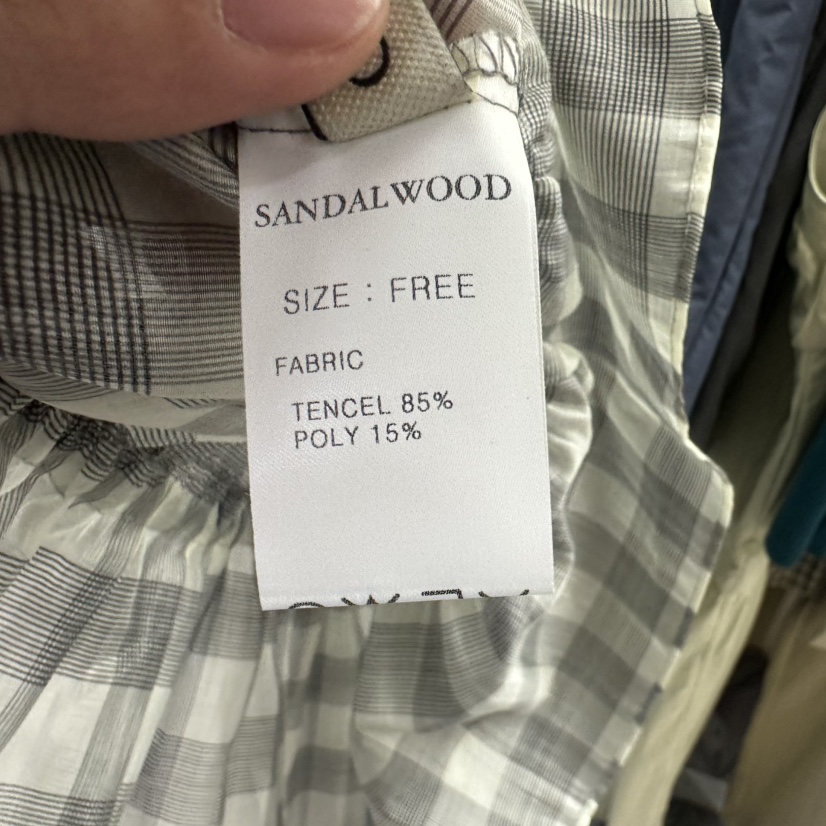 SANDALWOOD
SIZE : FREE
FABRIC
TENCEL 85%
POLY 15%